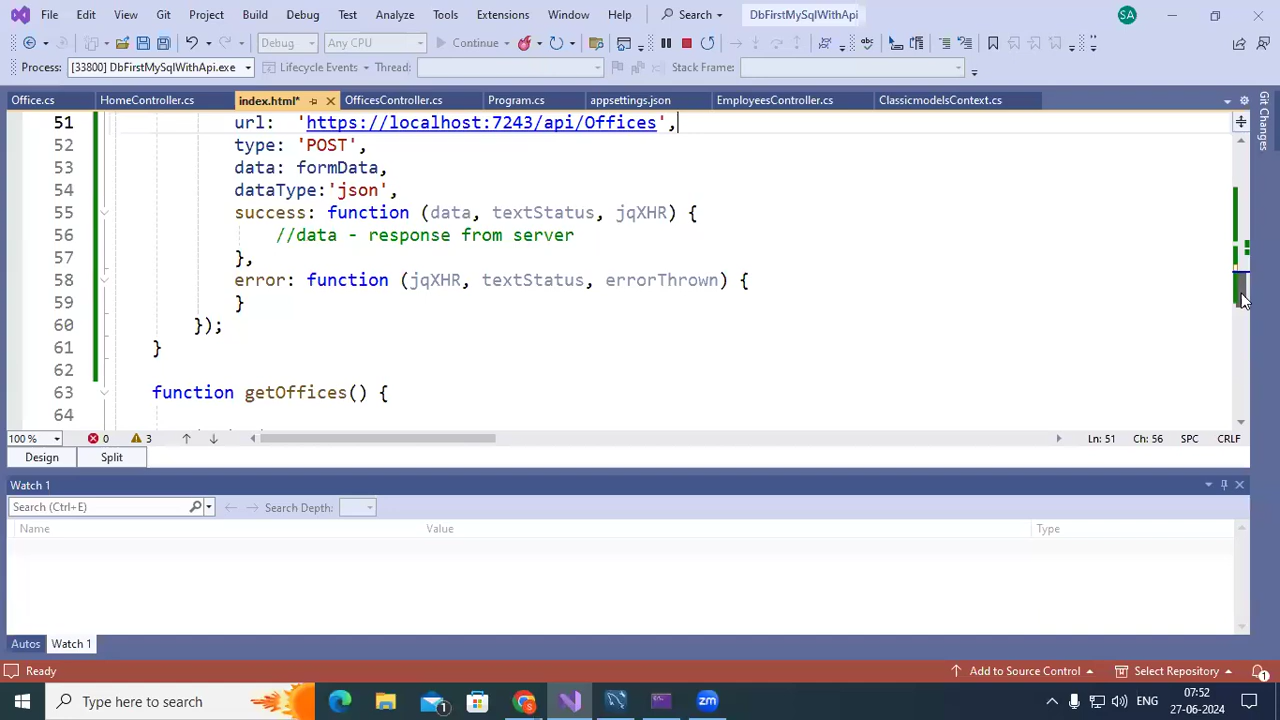 File Edit View Git Project Build Debug Test Analyze Tools Extensions Window Help Search DbFirstMySqlWithApi SA
Debug Any CPU Continue
Process: [33800] DbFirstMySqlWithApi.exe Lifecycle Events Thread: Stack Frame:
Office.cs HomeController.cs index.html* OfficesController.cs Program.cs appsettings.json EmployeesController.cs ClassicmodelsContext.cs
Git Changes
51 url: 'https://localhost:7243/api/Offices',
52 type: 'POST',
53 data: formData,
54 dataType:'json',
55 success: function (data, textStatus, jqXHR) {
56 //data - response from server
57 },
58 error: function (jqXHR, textStatus, errorThrown) {
59 }
60 });
61 }
62
63 function getOffices() {
64
100 % 0 3 Ln: 51 Ch: 56 SPC CRLF
Design Split
Watch 1
Search (Ctrl+E) Search Depth:
Name Value Type
Autos Watch 1
Ready Add to Source Control Select Repository 1
Type here to search 1 zm ENG 07:52
27-06-2024